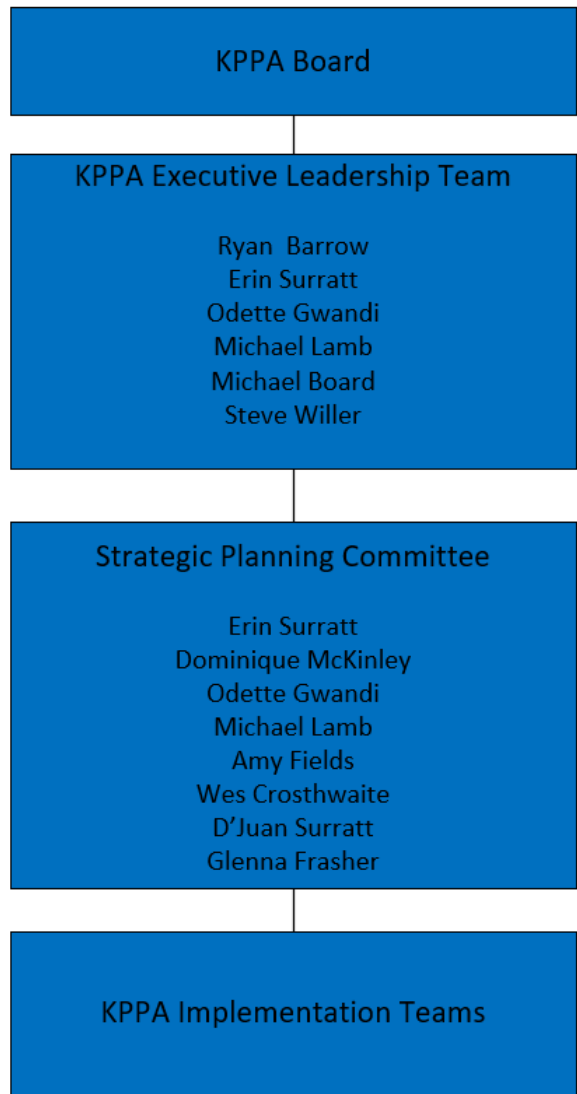 KPPA Board
KPPA Executive Leadership Team
Ryan Barrow
Erin Surratt
Odette Gwandi
Michael Lamb
Michael Board
Steve Willer
Strategic Planning Committee
Erin Surratt
Dominique McKinley
Odette Gwandi
Michael Lamb
Amy Fields
Wes Crosthwaite
D’Juan Surratt
Glenna Frasher
KPPA Implementation Teams